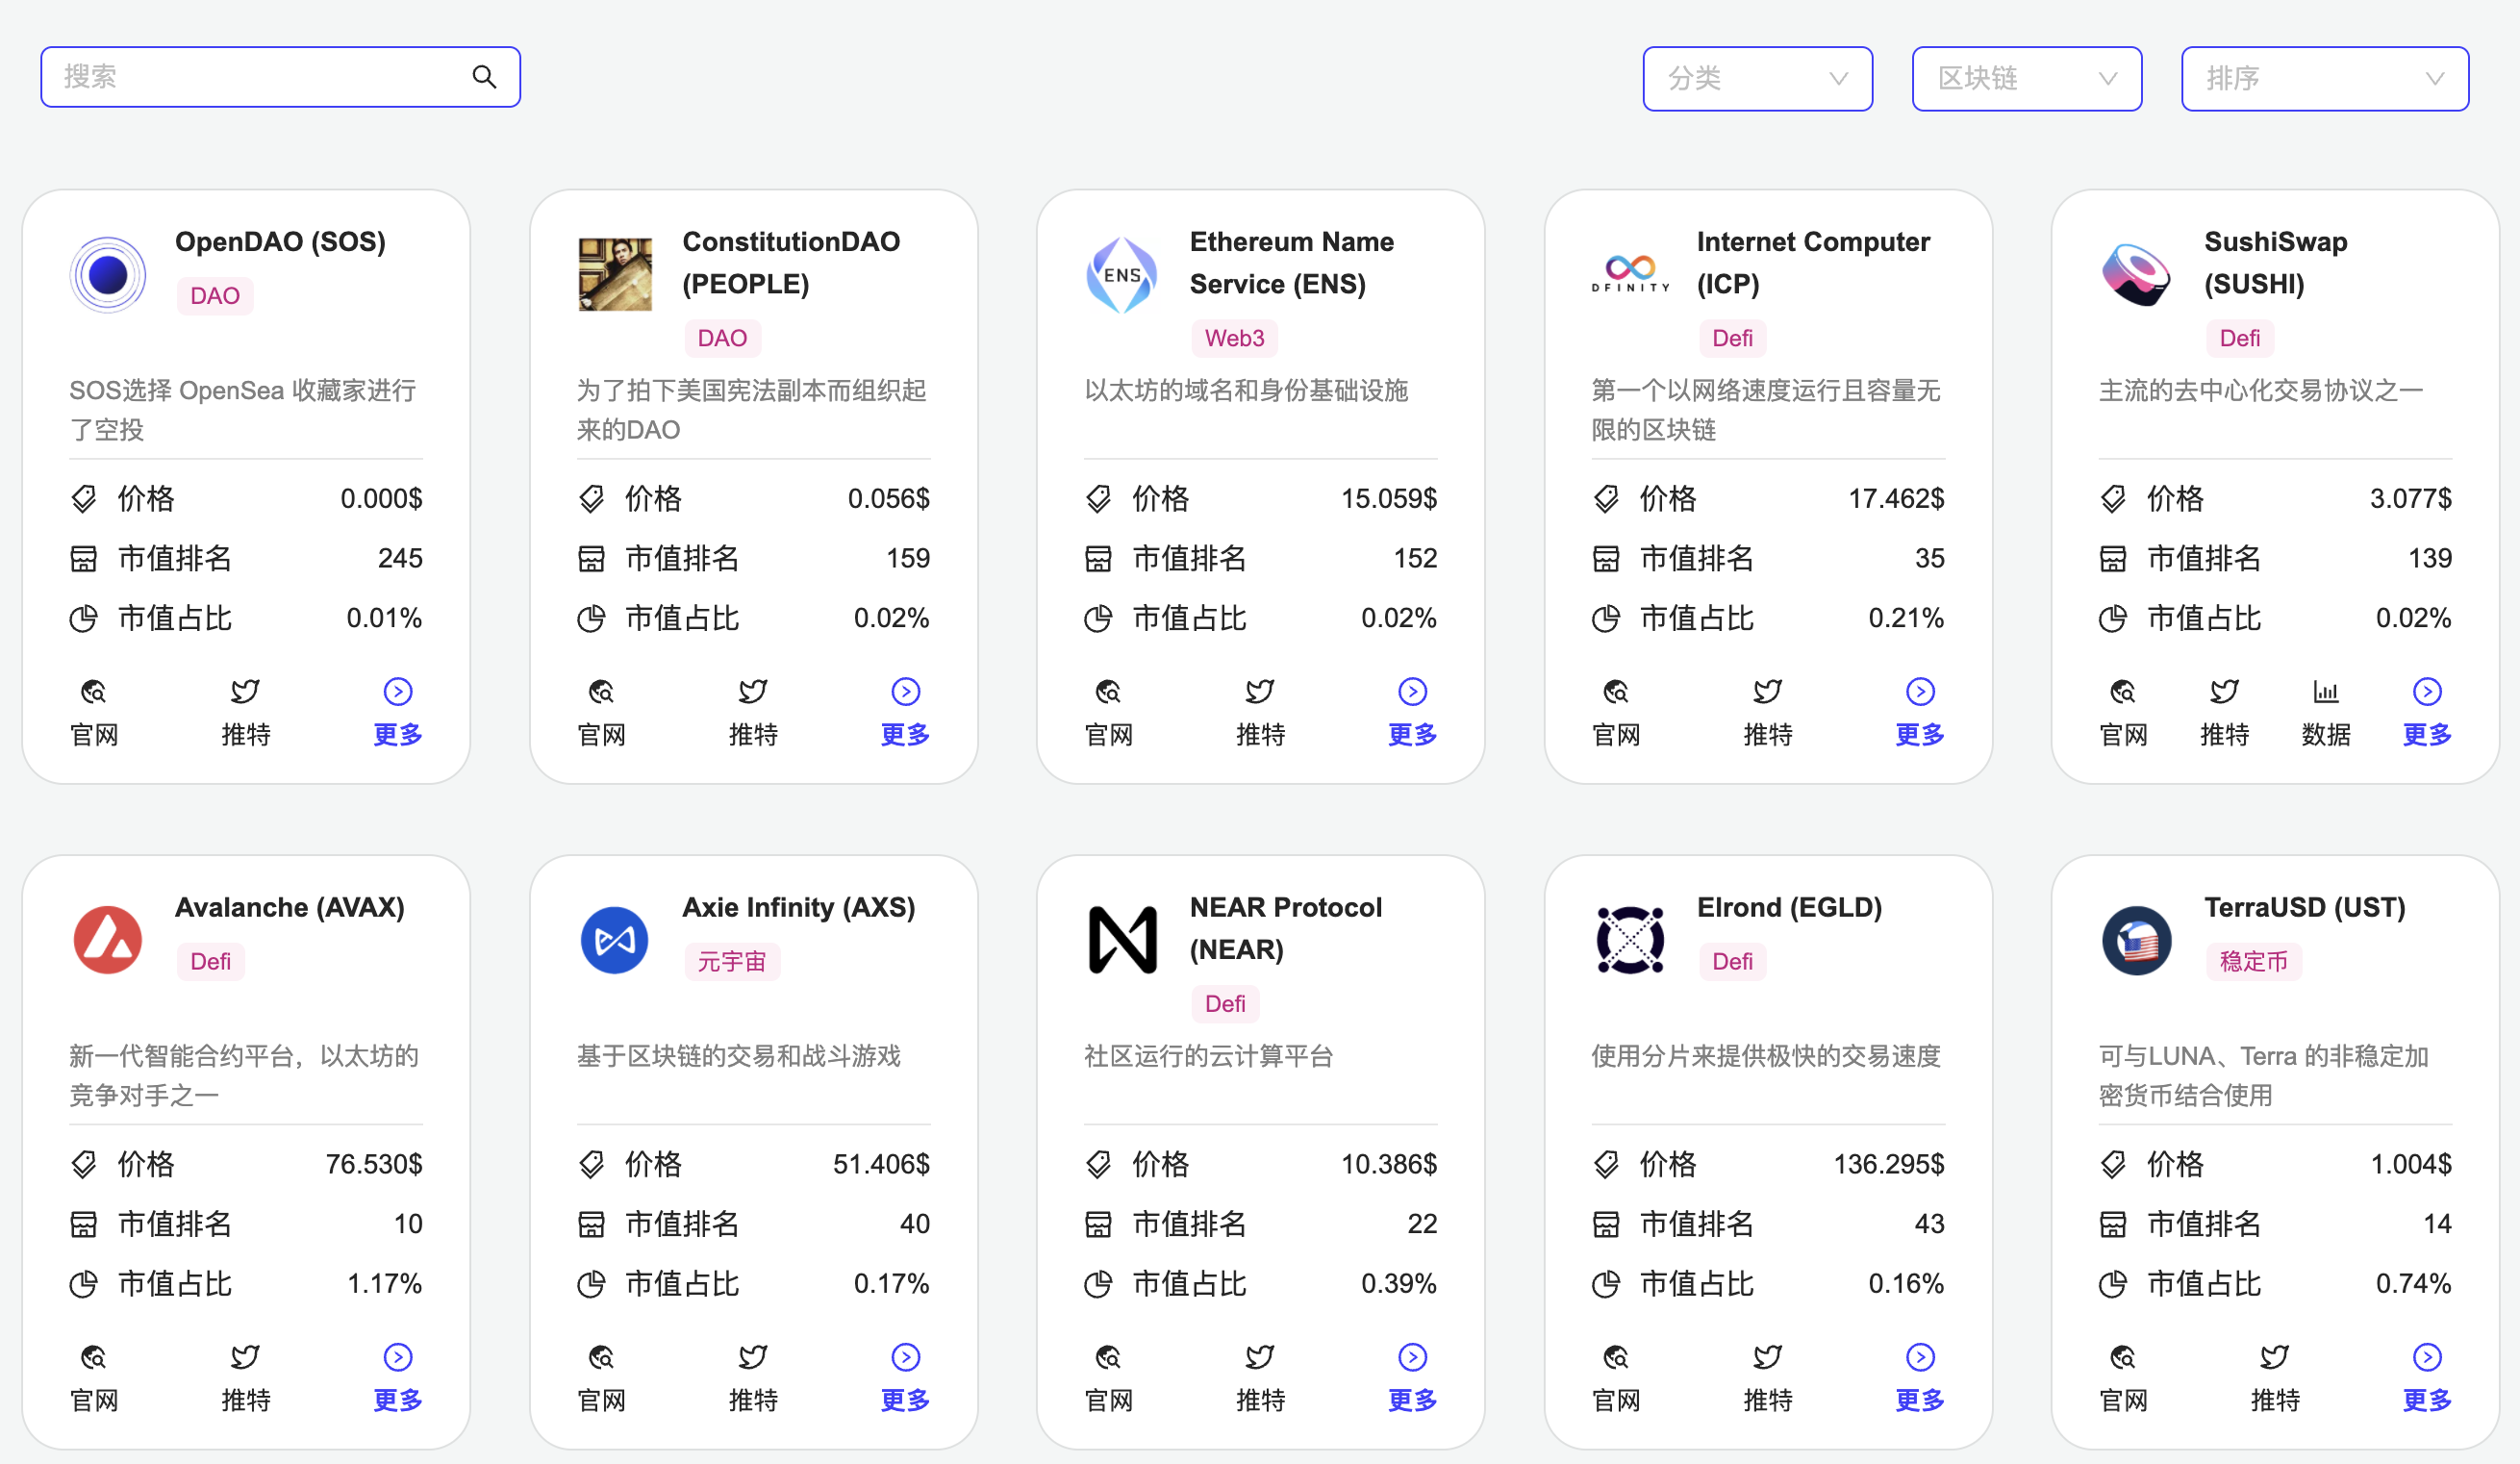 搜索
分类
区块链
排序
OpenDAO (SOS)
DAO
SOS选择 OpenSea 收藏家进行
了空投
价格 0.000$
市值排名 245
市值占比 0.01%
官网 推特 更多
ConstitutionDAO
(PEOPLE)
DAO
为了拍下美国宪法副本而组织起
来的DAO
价格 0.056$
市值排名 159
市值占比 0.02%
官网 推特 更多
ENS
Ethereum Name
Service (ENS)
Web3
以太坊的域名和身份基础设施
价格 15.059$
市值排名 152
市值占比 0.02%
官网 推特 更多
DFINITY
Internet Computer
(ICP)
Defi
第一个以网络速度运行且容量无
限的区块链
价格 17.462$
市值排名 35
市值占比 0.21%
官网 推特 更多
SushiSwap
(SUSHI)
Defi
主流的去中心化交易协议之一
价格 3.077$
市值排名 139
市值占比 0.02%
官网 推特 数据 更多
Avalanche (AVAX)
Defi
新一代智能合约平台，以太坊的
竞争对手之一
价格 76.530$
市值排名 10
市值占比 1.17%
官网 推特 更多
Axie Infinity (AXS)
元宇宙
基于区块链的交易和战斗游戏
价格 51.406$
市值排名 40
市值占比 0.17%
官网 推特 更多
NEAR Protocol
(NEAR)
Defi
社区运行的云计算平台
价格 10.386$
市值排名 22
市值占比 0.39%
官网 推特 更多
Elrond (EGLD)
Defi
使用分片来提供极快的交易速度
价格 136.295$
市值排名 43
市值占比 0.16%
官网 推特 更多
TerraUSD (UST)
稳定币
可与LUNA、Terra 的非稳定加
密货币结合使用
价格 1.004$
市值排名 14
市值占比 0.74%
官网 推特 更多